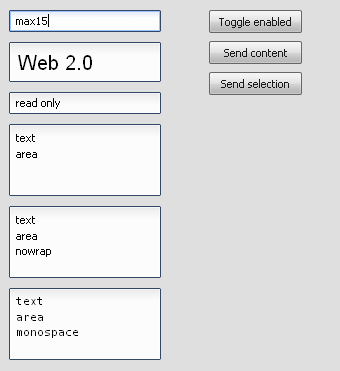 max15
Web 2.0
read only
text
area
text
area
nowrap
text
area
monospace
Toggle enabled
Send content
Send selection